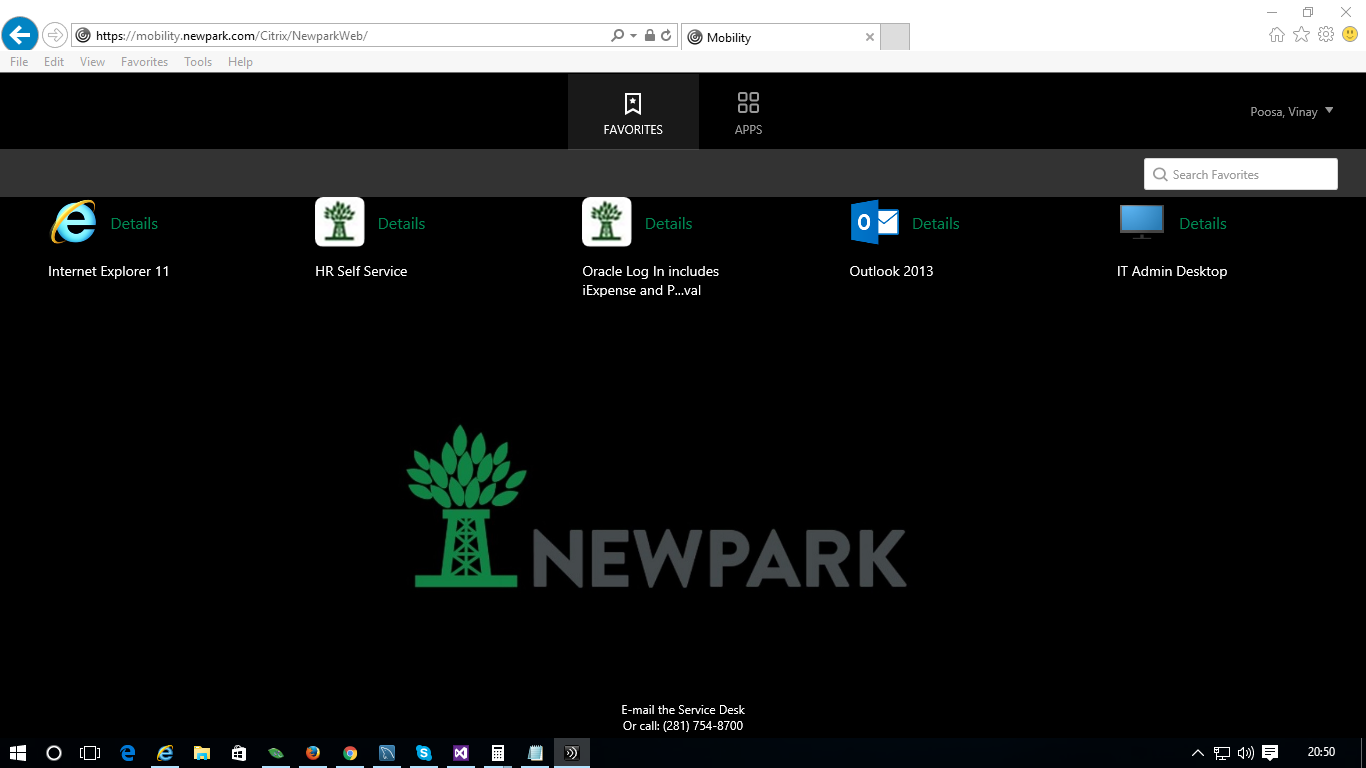 https://mobility.newpark.com/Citrix/NewparkWeb/
Mobility
File Edit View Favorites Tools Help
FAVORITES
APPS
Poosa, Vinay
Search Favorites
Details
Details
Details
Details
Details
Internet Explorer 11
HR Self Service
Oracle Log In includes
iExpense and P...val
Outlook 2013
IT Admin Desktop
NEWPARK
E-mail the Service Desk
Or call: (281) 754-8700
20:50